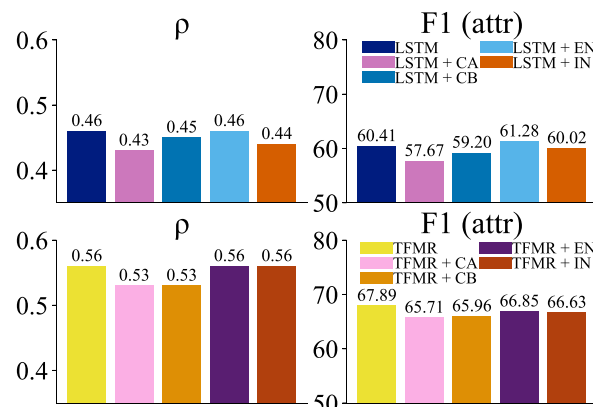 ρ
0.6
0.5
0.4
0.46
0.43
0.45
0.46
0.44
F1 (attr)
80
70
60
50
LSTM
LSTM + CA
LSTM + CB
LSTM + EN
LSTM + IN
60.41
57.67
59.20
61.28
60.02
ρ
0.6
0.5
0.4
0.56
0.53
0.53
0.56
0.56
F1 (attr)
80
70
60
50
TFMR
TFMR + CA
TFMR + CB
TFMR + EN
TFMR + IN
67.89
65.71
65.96
66.85
66.63